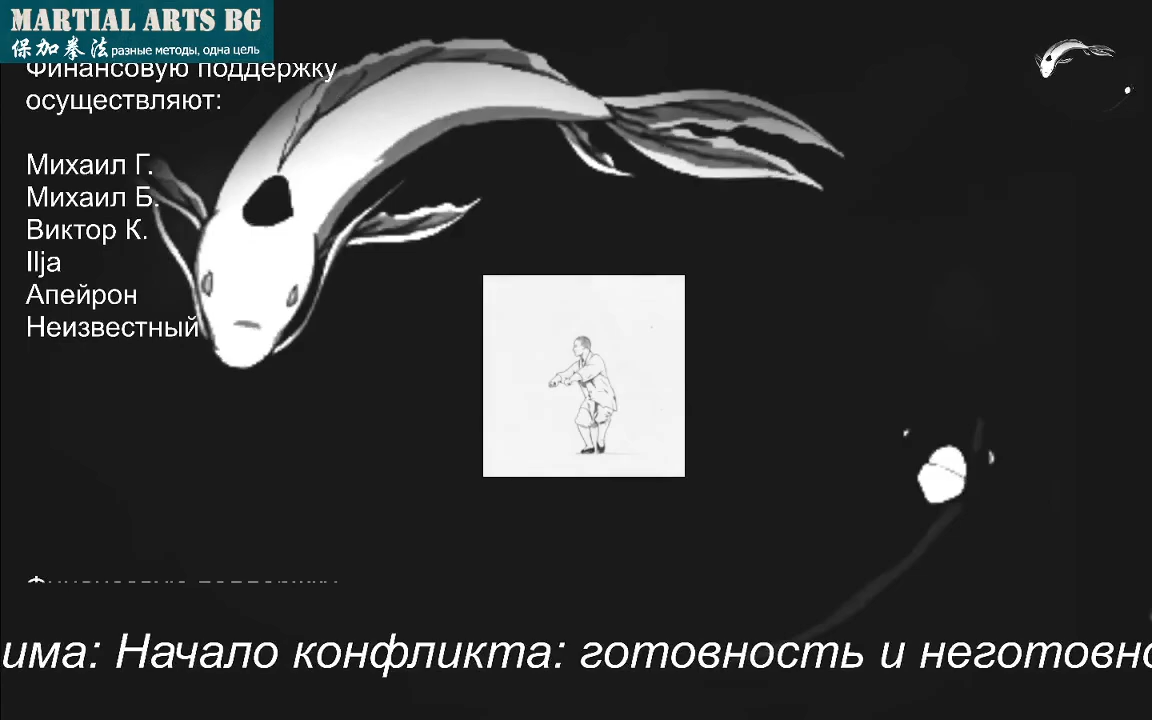 MARTIAL ARTS BG
保加拳法 разные методы, одна цель
Финансовую поддержку
осуществляют:
Михаил Г.
Михаил Б.
Виктор К.
Ilja
Апейрон
Неизвестный
има: Начало конфликта: готовность и неготовно